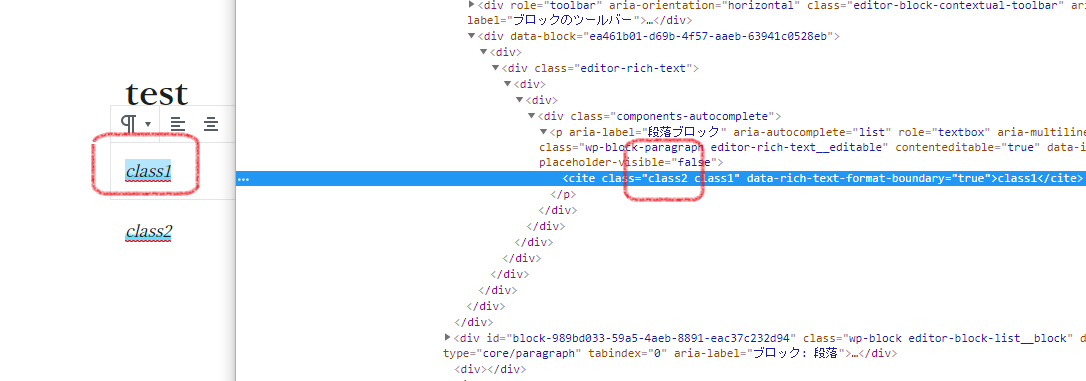 test
class1
class2
<div role="toolbar" aria-orientation="horizontal" class="editor-block-contextual-toolbar" ar
label="ブロックのツールバー">…</div>
<div data-block="ea461b01-d69b-4f57-aaeb-63941c0528eb">
<div>
<div class="editor-rich-text">
<div>
<div>
<div class="components-autocomplete">
<p aria-label="段落ブロック" aria-autocomplete="list" role="textbox" aria-multiline
class="wp-block-paragraph editor-rich-text__editable" contenteditable="true" data-i
placeholder-visible="false">
… <cite class="class2 class1" data-rich-text-format-boundary="true">class1</cite>
</p>
</div>
</div>
</div>
</div>
</div>
</div>
</div>
</div>
<div id="block-989bd033-59a5-4aeb-8891-eac37c232d94" class="wp-block editor-block-list__block" d
type="core/paragraph" tabindex="0" aria-label="ブロック: 段落">…</div>
<div></div>